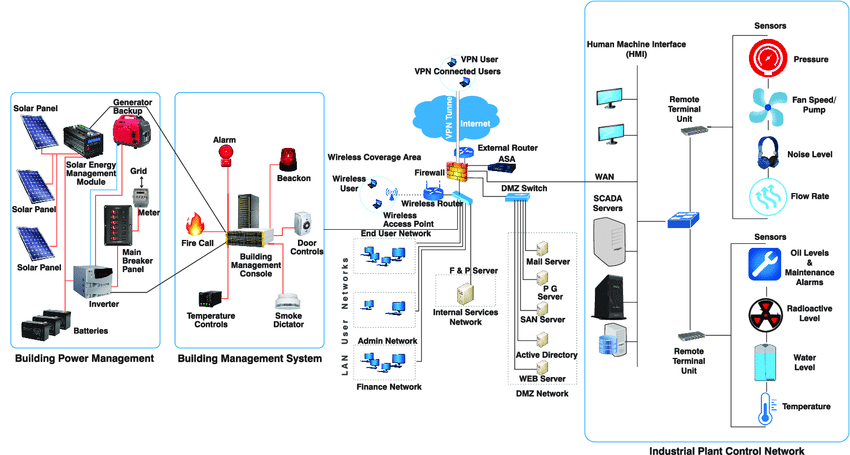 Solar Panel
Generator
Backup
Solar Energy
Management
Module
Grid
Meter
Solar Panel
Solar Panel
Main
Breaker
Panel
Inverter
Batteries
Building Power Management
Alarm
Beackon
Fire Call
Door
Controls
Building
Management
Console
Temperature
Controls
Smoke
Dictator
Building Management System
VPN User
VPN Connected Users
VPN Tunnel
Internet
External Router
ASA
Wireless Coverage Area
Firewall
Wireless
User
Wireless Router
Wireless
Access Point
DMZ Switch
WAN
End User Network
LAN User Networks
Admin Network
Finance Network
F & P Server
Internal Services
Network
Mail Server
P G
Server
SAN Server
Active Directory
WEB Server
DMZ Network
Human Machine Interface
(HMI)
SCADA
Servers
Remote
Terminal
Unit
Sensors
Pressure
Fan Speed/
Pump
Noise Level
Flow Rate
Remote
Terminal
Unit
Sensors
Oil Levels
&
Maintenance
Alarms
Radioactive
Level
Water
Level
Temperature
Industrial Plant Control Network